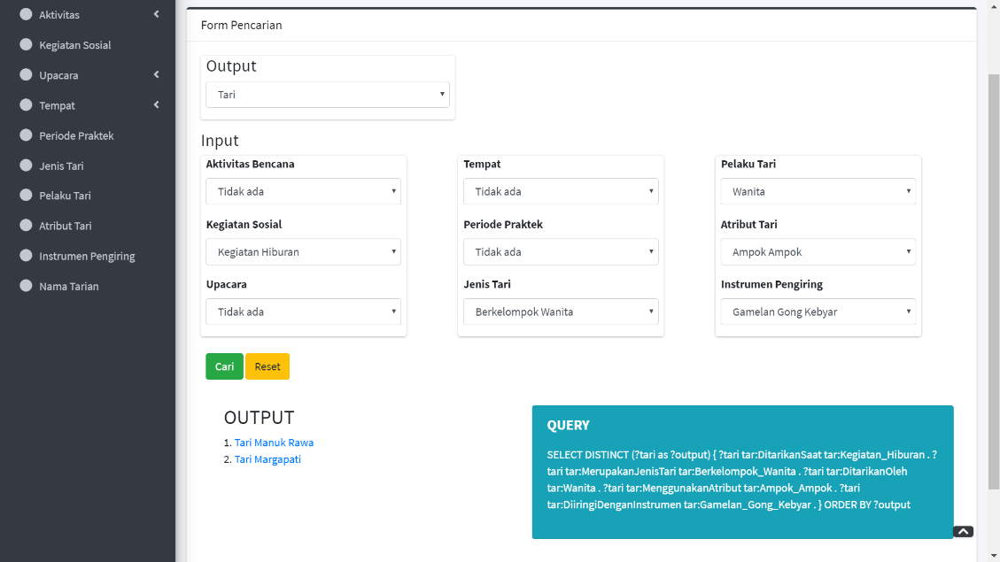 Aktivitas
Kegiatan Sosial
Upacara
Tempat
Periode Praktek
Jenis Tari
Pelaku Tari
Atribut Tari
Instrumen Pengiring
Nama Tarian
Form Pencarian
Output
Tari
Input
Aktivitas Bencana
Tidak ada
Kegiatan Sosial
Kegiatan Hiburan
Upacara
Tidak ada
Tempat
Tidak ada
Periode Praktek
Tidak ada
Jenis Tari
Berkelompok Wanita
Pelaku Tari
Wanita
Atribut Tari
Ampok Ampok
Instrumen Pengiring
Gamelan Gong Kebyar
Cari Reset
OUTPUT
1. Tari Manuk Rawa
2. Tari Margapati
QUERY
SELECT DISTINCT (?tari as ?output) { ?tari tar:DitarikanSaat tar:Kegiatan_Hiburan . ?
tari tar:MerupakanJenisTari tar:Berkelompok_Wanita . ?tari tar:DitarikanOleh
tar:Wanita . ?tari tar:MenggunakanAtribut tar:Ampok_Ampok . ?tari
tar:DiiringiDenganInstrumen tar:Gamelan_Gong_Kebyar . } ORDER BY ?output